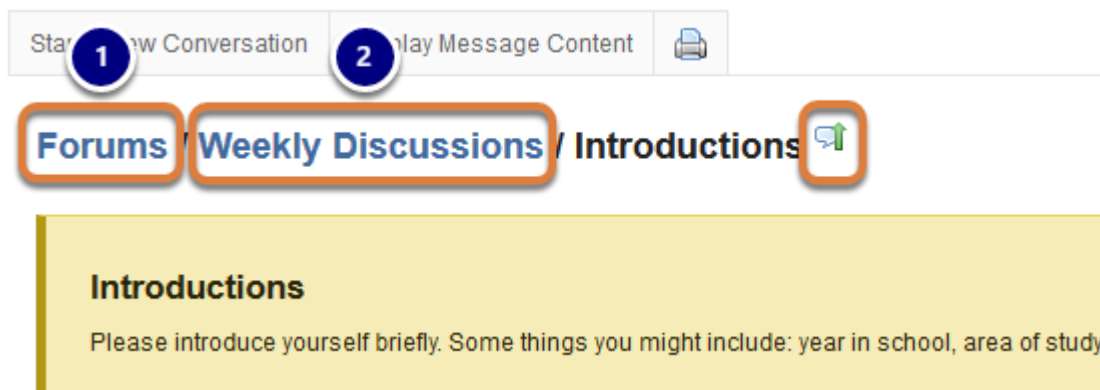 Conversation
Message Content
1
2
Forums / Weekly Discussions / Introductions
Introductions
Please introduce yourself briefly. Some things you might include: year in school, area of study